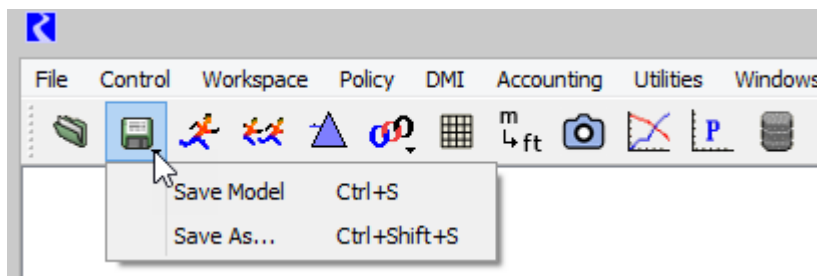 File Control Workspace Policy DMI Accounting Utilities Windows
m
ft
P
Save Model Ctrl+S
Save As... Ctrl+Shift+S